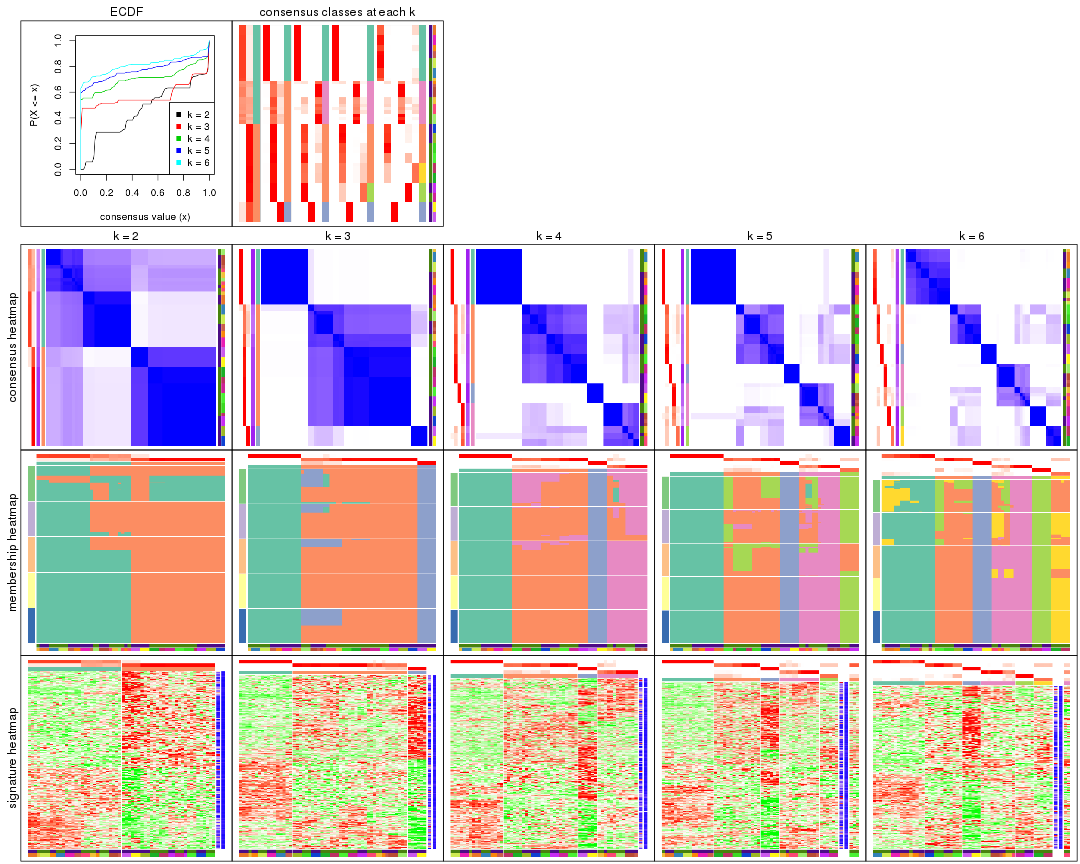 ECDF
consensus classes at each k
P(X <= x)
1.0
0.8
0.6
0.4
0.2
0.0
k = 2
k = 3
k = 4
k = 5
k = 6
0.0 0.2 0.4 0.6 0.8 1.0
consensus value (x)
k = 2
k = 3
k = 4
k = 5
k = 6
consensus heatmap
membership heatmap
signature heatmap